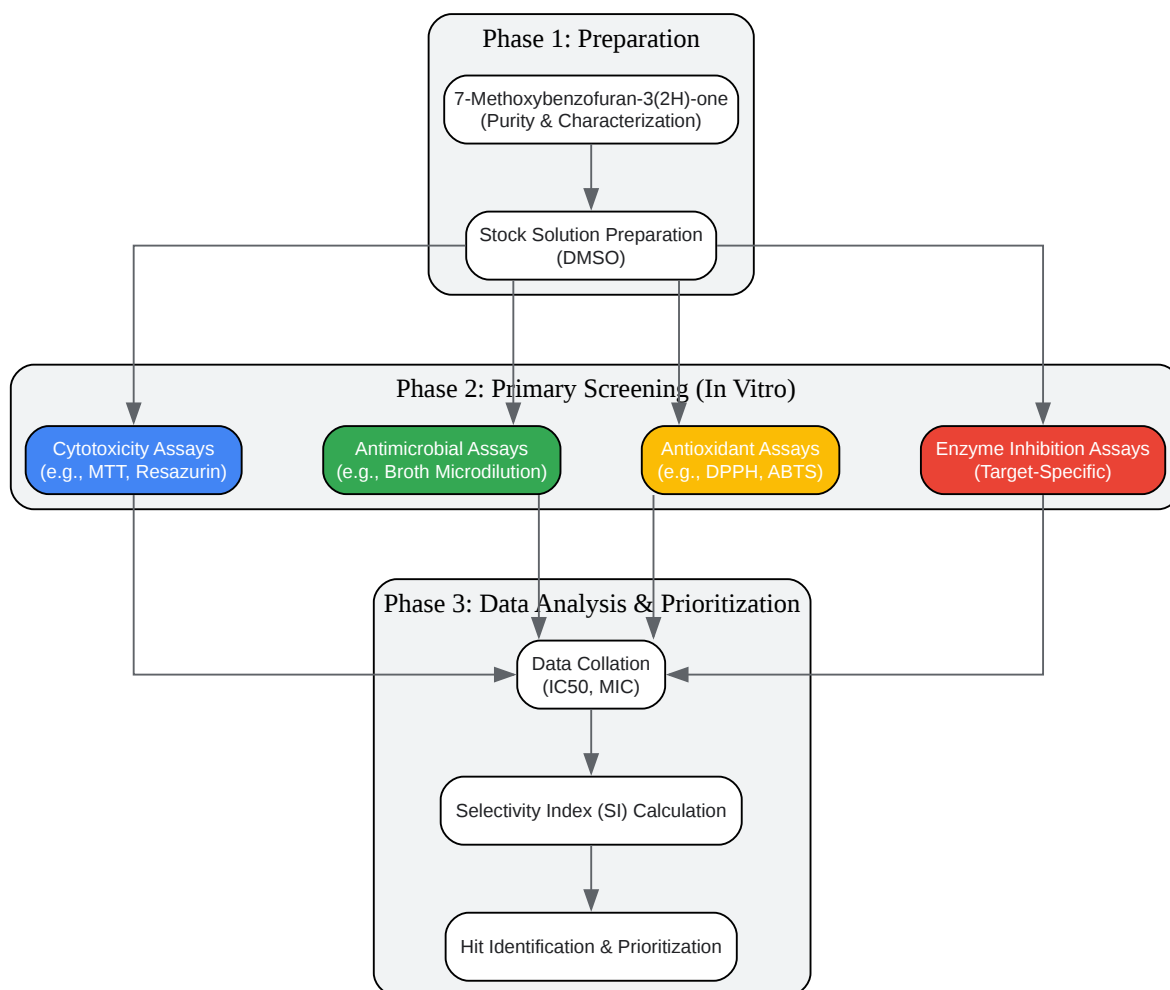 Phase 1: Preparation
7-Methoxybenzofuran-3(2H)-one
(Purity & Characterization)
Stock Solution Preparation
(DMSO)
Phase 2: Primary Screening (In Vitro)
Cytotoxicity Assays
(e.g., MTT, Resazurin)
Antimicrobial Assays
(e.g., Broth Microdilution)
Antioxidant Assays
(e.g., DPPH, ABTS)
Enzyme Inhibition Assays
(Target-Specific)
Phase 3: Data Analysis & Prioritization
Data Collation
(IC50, MIC)
Selectivity Index (SI) Calculation
Hit Identification & Prioritization